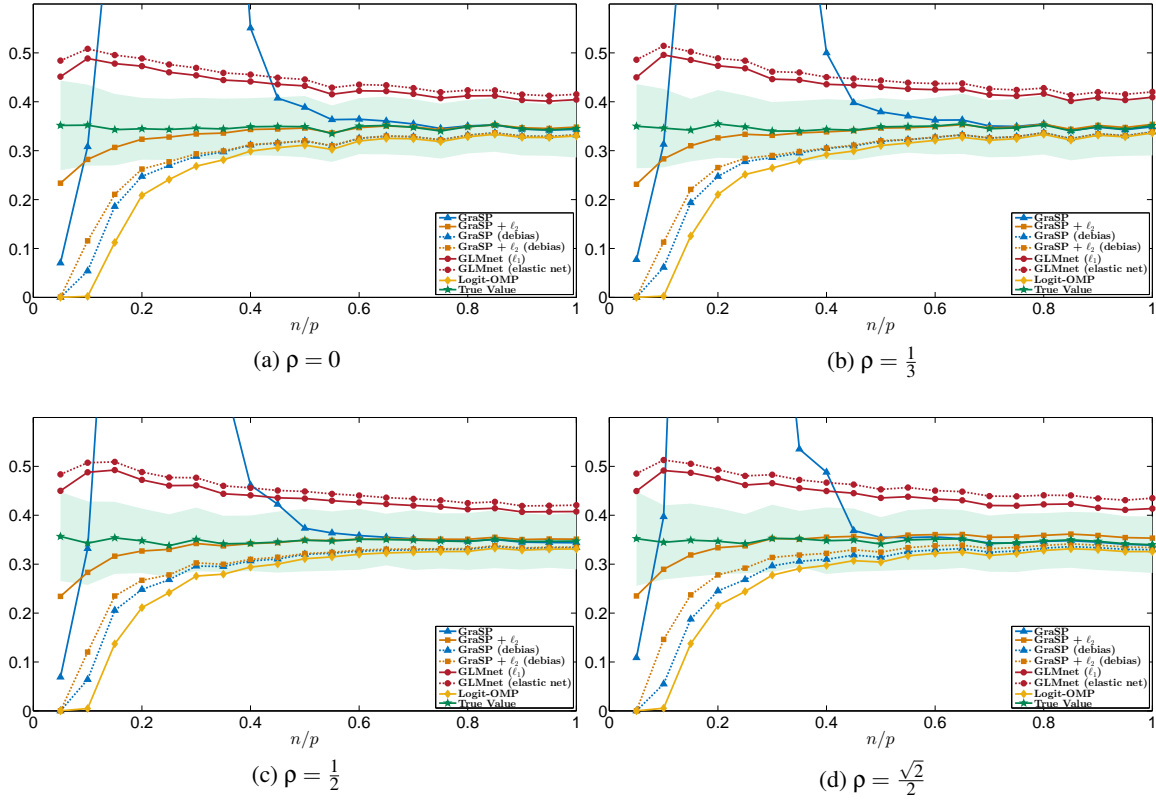 0.5
0.4
0.3
0.2
0.1
0
0 0.2 0.4 0.6 0.8 1
n/p
GraSP
GraSP + ℓ₂
GraSP (debias)
GraSP + ℓ₂ (debias)
GLMnet (ℓ₁)
GLMnet (elastic net)
Logit-OMP
True Value
(a) ρ = 0
0.5
0.4
0.3
0.2
0.1
0
0 0.2 0.4 0.6 0.8 1
n/p
GraSP
GraSP + ℓ₂
GraSP (debias)
GraSP + ℓ₂ (debias)
GLMnet (ℓ₁)
GLMnet (elastic net)
Logit-OMP
True Value
(b) ρ = 1/3
0.5
0.4
0.3
0.2
0.1
0
0 0.2 0.4 0.6 0.8 1
n/p
GraSP
GraSP + ℓ₂
GraSP (debias)
GraSP + ℓ₂ (debias)
GLMnet (ℓ₁)
GLMnet (elastic net)
Logit-OMP
True Value
(c) ρ = 1/2
0.5
0.4
0.3
0.2
0.1
0
0 0.2 0.4 0.6 0.8 1
n/p
GraSP
GraSP + ℓ₂
GraSP (debias)
GraSP + ℓ₂ (debias)
GLMnet (ℓ₁)
GLMnet (elastic net)
Logit-OMP
True Value
(d) ρ = √2/2